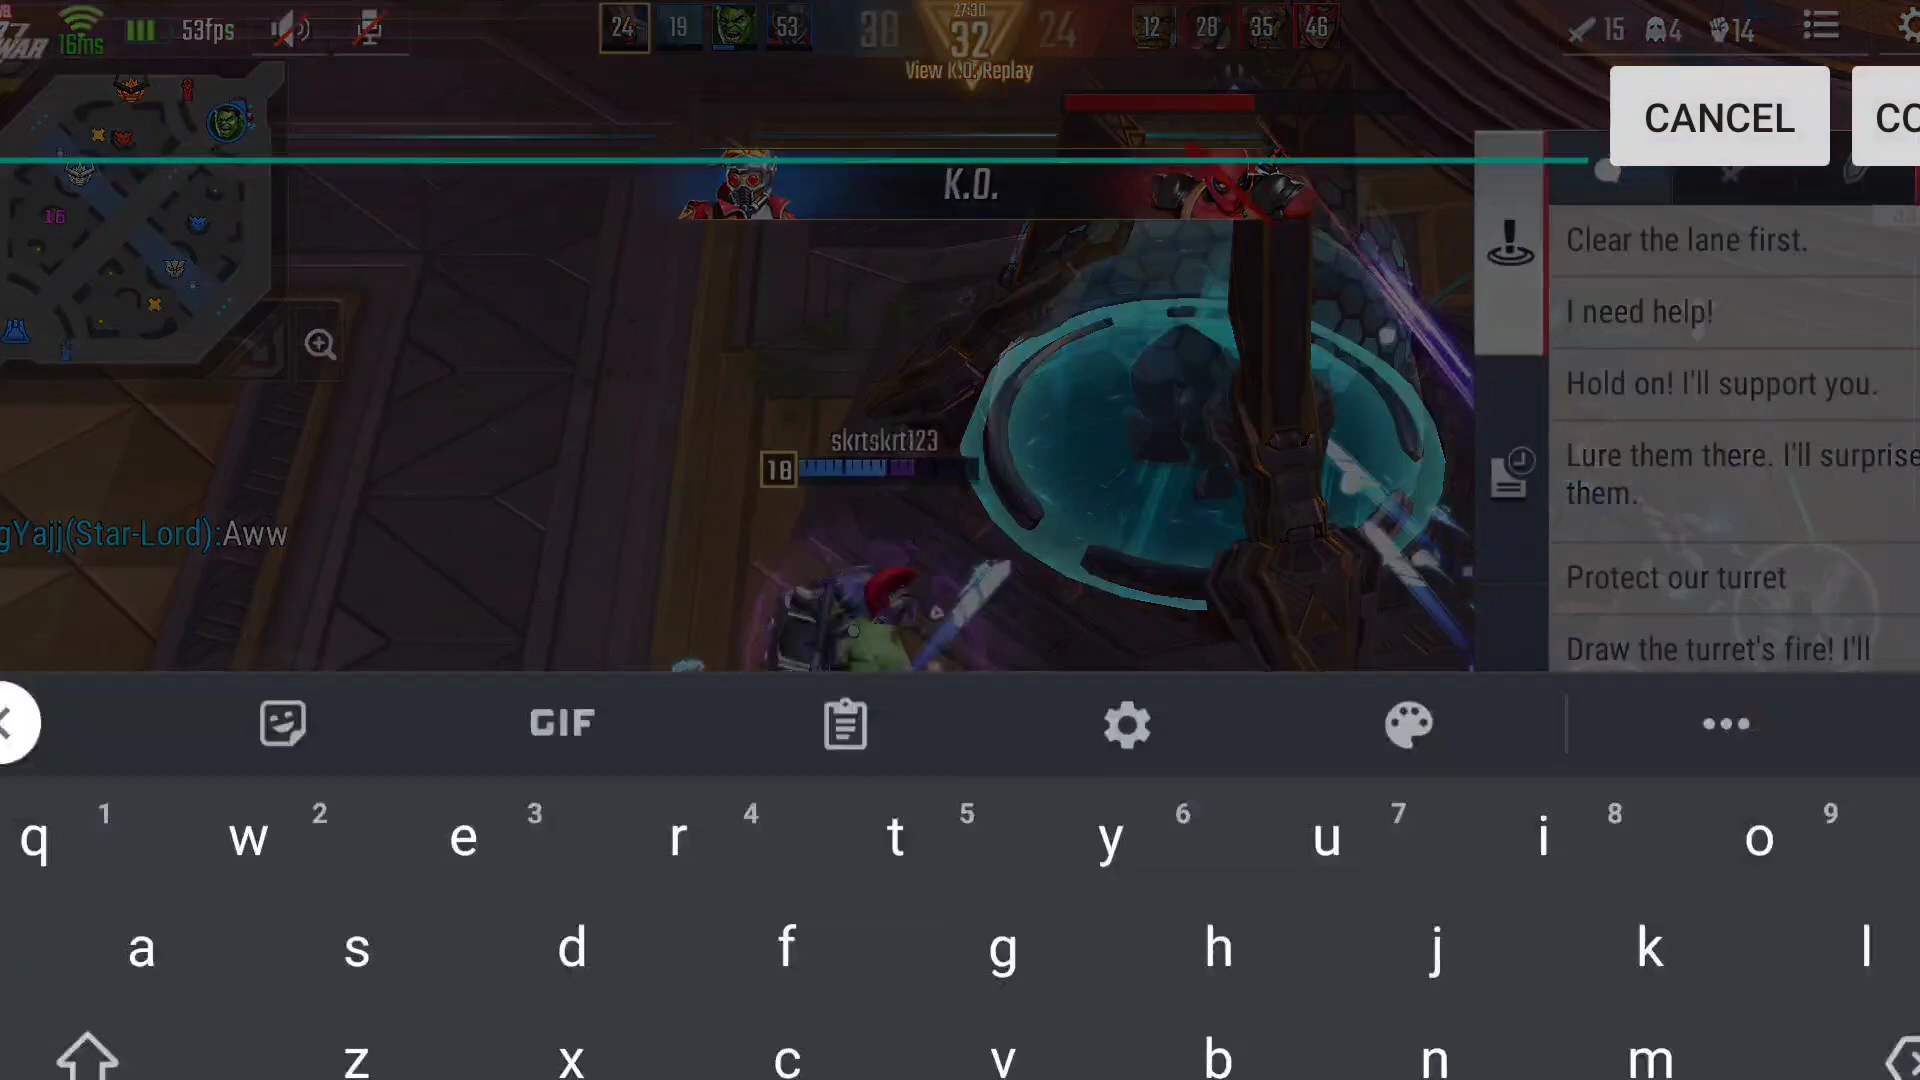 27:30
16ms
53fps
24
19
53
38
32
24
12
28
35
46
15
4
14
View K.O. Replay
CANCEL
CO
K.O.
16
Clear the lane first.
I need help!
Hold on! I'll support you.
Lure them there. I'll surprise
them.
Protect our turret
Draw the turret's fire! I'll
skrtskrt123
18
gYajj(Star-Lord):Aww
GIF
q 1 w 2 e 3 r 4 t 5 y 6 u 7 i 8 o 9
a s d f g h j k l
z x c v b n m